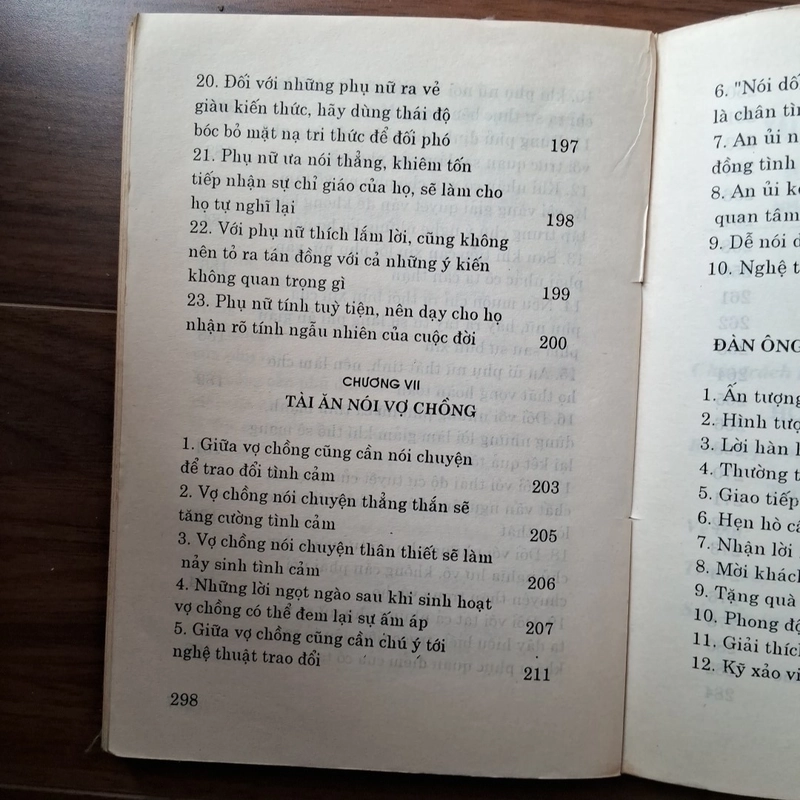 20. Đối với những phụ nữ ra vẻ
giàu kiến thức, hãy dùng thái độ
bóc bỏ mặt nạ tri thức để đối phó 197
21. Phụ nữ ưa nói thẳng, khiêm tốn
tiếp nhận sự chỉ giáo của họ, sẽ làm cho
họ tự nghĩ lại 198
22. Với phụ nữ thích lắm lời, cũng không
nên tỏ ra tán đồng với cả những ý kiến
không quan trọng gì 199
23. Phụ nữ tính tuỳ tiện, nên dạy cho họ
nhận rõ tính ngẫu nhiên của cuộc đời 200
CHƯƠNG VII
TÀI ĂN NÓI VỢ CHỒNG
1. Giữa vợ chồng cũng cần nói chuyện
để trao đổi tình cảm 203
2. Vợ chồng nói chuyện thẳng thắn sẽ
tăng cường tình cảm 205
3. Vợ chồng nói chuyện thân thiết sẽ làm
nảy sinh tình cảm 206
4. Những lời ngọt ngào sau khi sinh hoạt
vợ chồng có thể đem lại sự ấm áp 207
5. Giữa vợ chồng cũng cần chú ý tới
nghệ thuật trao đổi 211
298
6. "Nói dối
là chân tìn
7. An ủi n
đồng tình
8. An ủi k
quan tâm
9. Dễ nói d
10. Nghệ t
ĐÀN ÔNG
1. Ấn tượng
2. Hình tượ
3. Lời hàn h
4. Thường t
5. Giao tiếp
6. Hẹn hò cá
7. Nhận lời
8. Mời khách
9. Tặng quà
10. Phong độ
11. Giải thích
12. Kỹ xảo vi